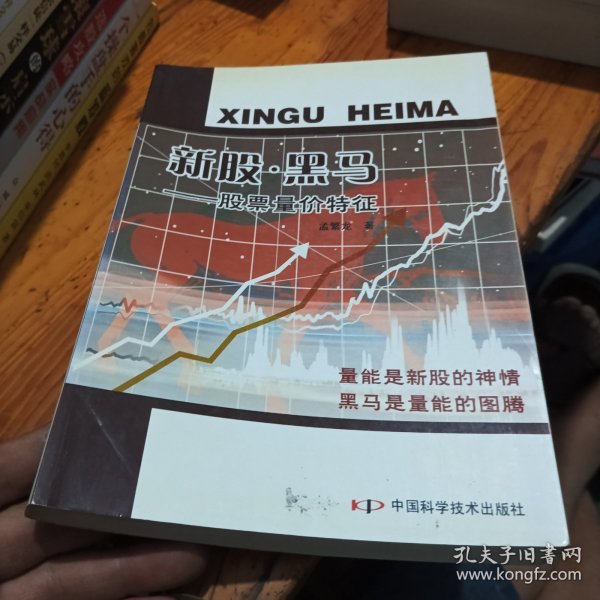 XINGU HEIMA
新股·黑马
——股票量价特征
孟繁龙 著
量能是新股的神情
黑马是量能的图腾
中国科学技术出版社
孔夫子旧书网
www.kongfz.com